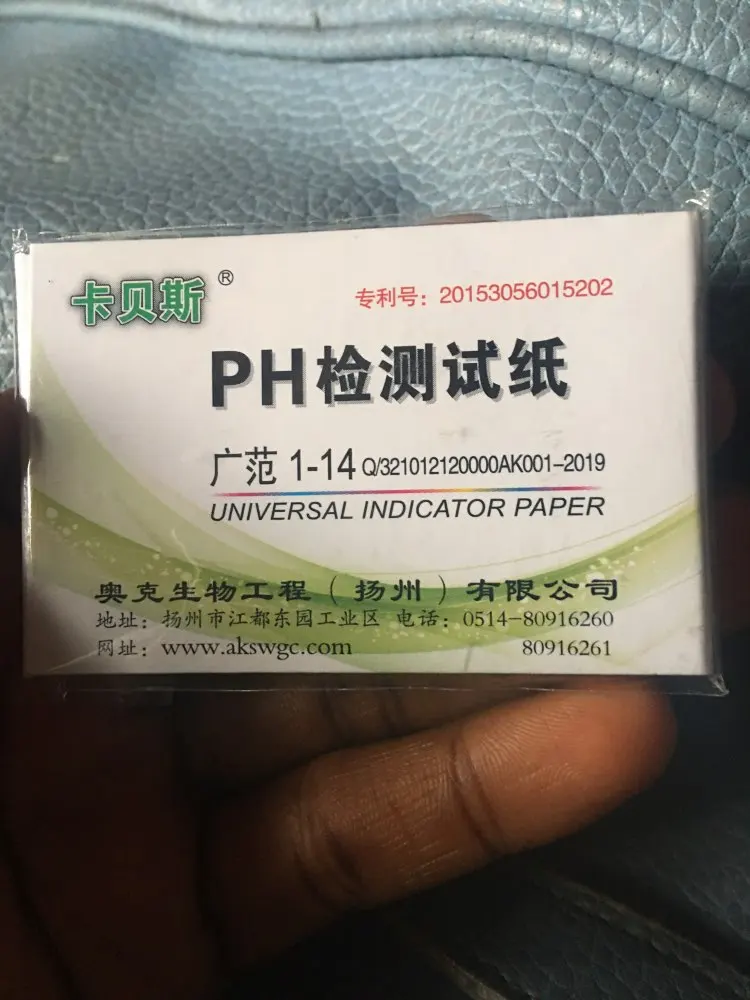 卡贝斯®
专利号：20153056015202
PH检测试纸
广范 1-14 Q/321012120000AK001-2019
UNIVERSAL INDICATOR PAPER
奥克生物工程（扬州）有限公司
地址：扬州市江都东园工业区 电话：0514-80916260
网址：www.akswgc.com 80916261